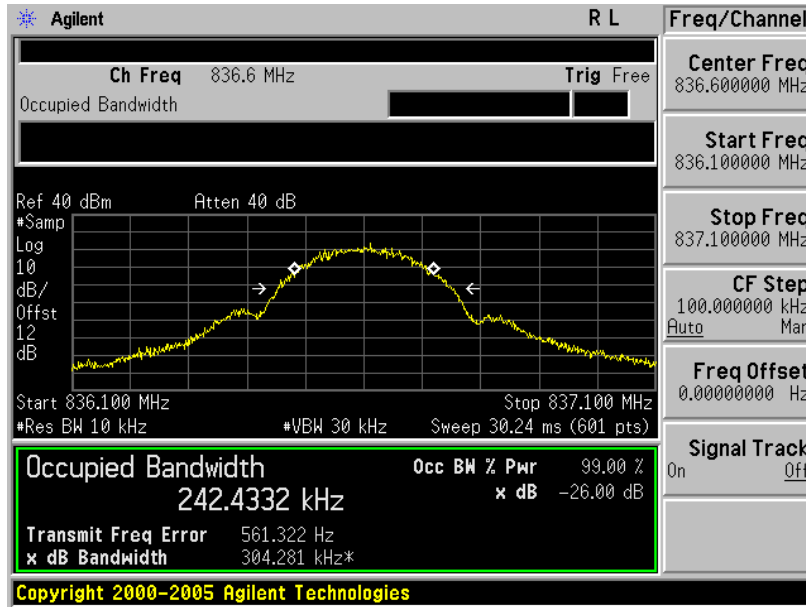 Agilent R L
Ch Freq 836.6 MHz Trig Free
Occupied Bandwidth
Ref 40 dBm Atten 40 dB
#Samp
Log
10
dB/
Offst
12
dB
Start 836.100 MHz Stop 837.100 MHz
#Res BW 10 kHz #VBW 30 kHz Sweep 30.24 ms (601 pts)
Occupied Bandwidth Occ BW % Pwr 99.00 %
242.4332 kHz x dB -26.00 dB
Transmit Freq Error 561.322 Hz
x dB Bandwidth 304.281 kHz*
Copyright 2000-2005 Agilent Technologies
Freq/Channel
Center Freq
836.600000 MHz
Start Freq
836.100000 MHz
Stop Freq
837.100000 MHz
CF Step
100.000000 kHz
Auto Man
Freq Offset
0.00000000 Hz
Signal Track
On Off